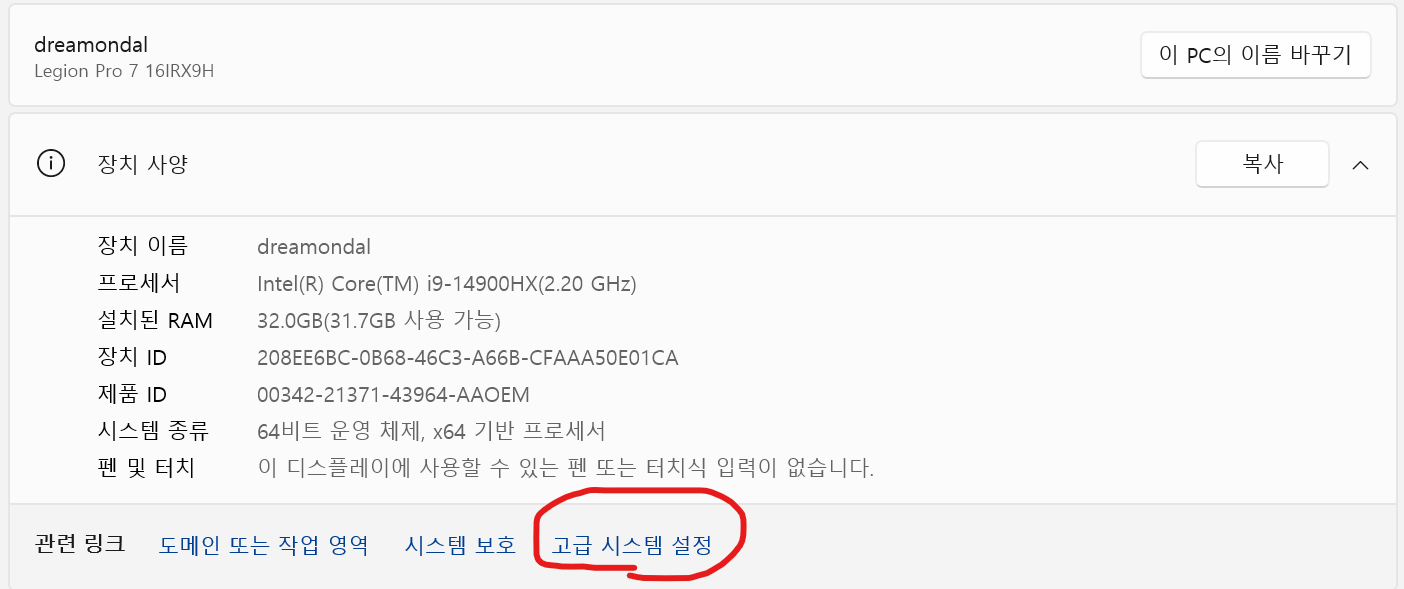 dreamondal
Legion Pro 7 16IRX9H
이 PC의 이름 바꾸기
장치 사양
복사
장치 이름 dreamondal
프로세서 Intel(R) Core(TM) i9-14900HX(2.20 GHz)
설치된 RAM 32.0GB(31.7GB 사용 가능)
장치 ID 208EE6BC-0B68-46C3-A66B-CFAAA50E01CA
제품 ID 00342-21371-43964-AAOEM
시스템 종류 64비트 운영 체제, x64 기반 프로세서
펜 및 터치 이 디스플레이에 사용할 수 있는 펜 또는 터치식 입력이 없습니다.
관련 링크 도메인 또는 작업 영역 시스템 보호 고급 시스템 설정